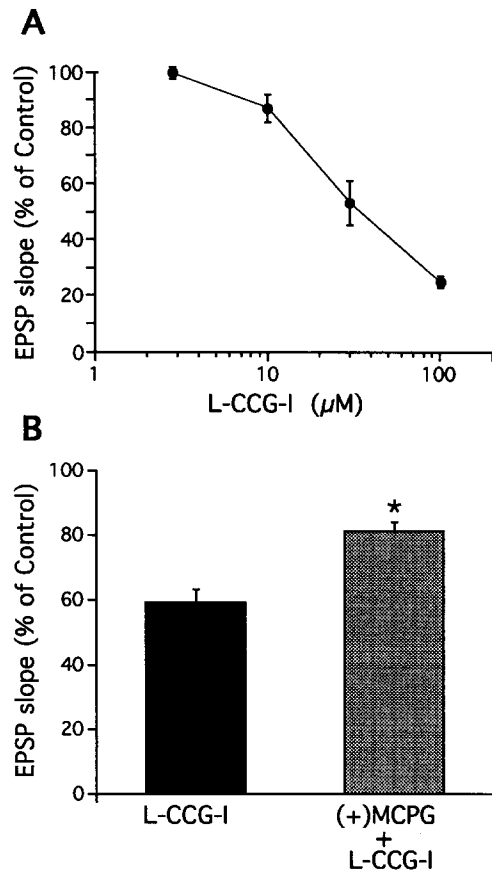 A
EPSP slope (% of Control)
100
80
60
40
20
0
1
10
100
L-CCG-I (μM)
B
EPSP slope (% of Control)
100
80
60
40
20
0
*
L-CCG-I
(+)MCPG
+
L-CCG-I